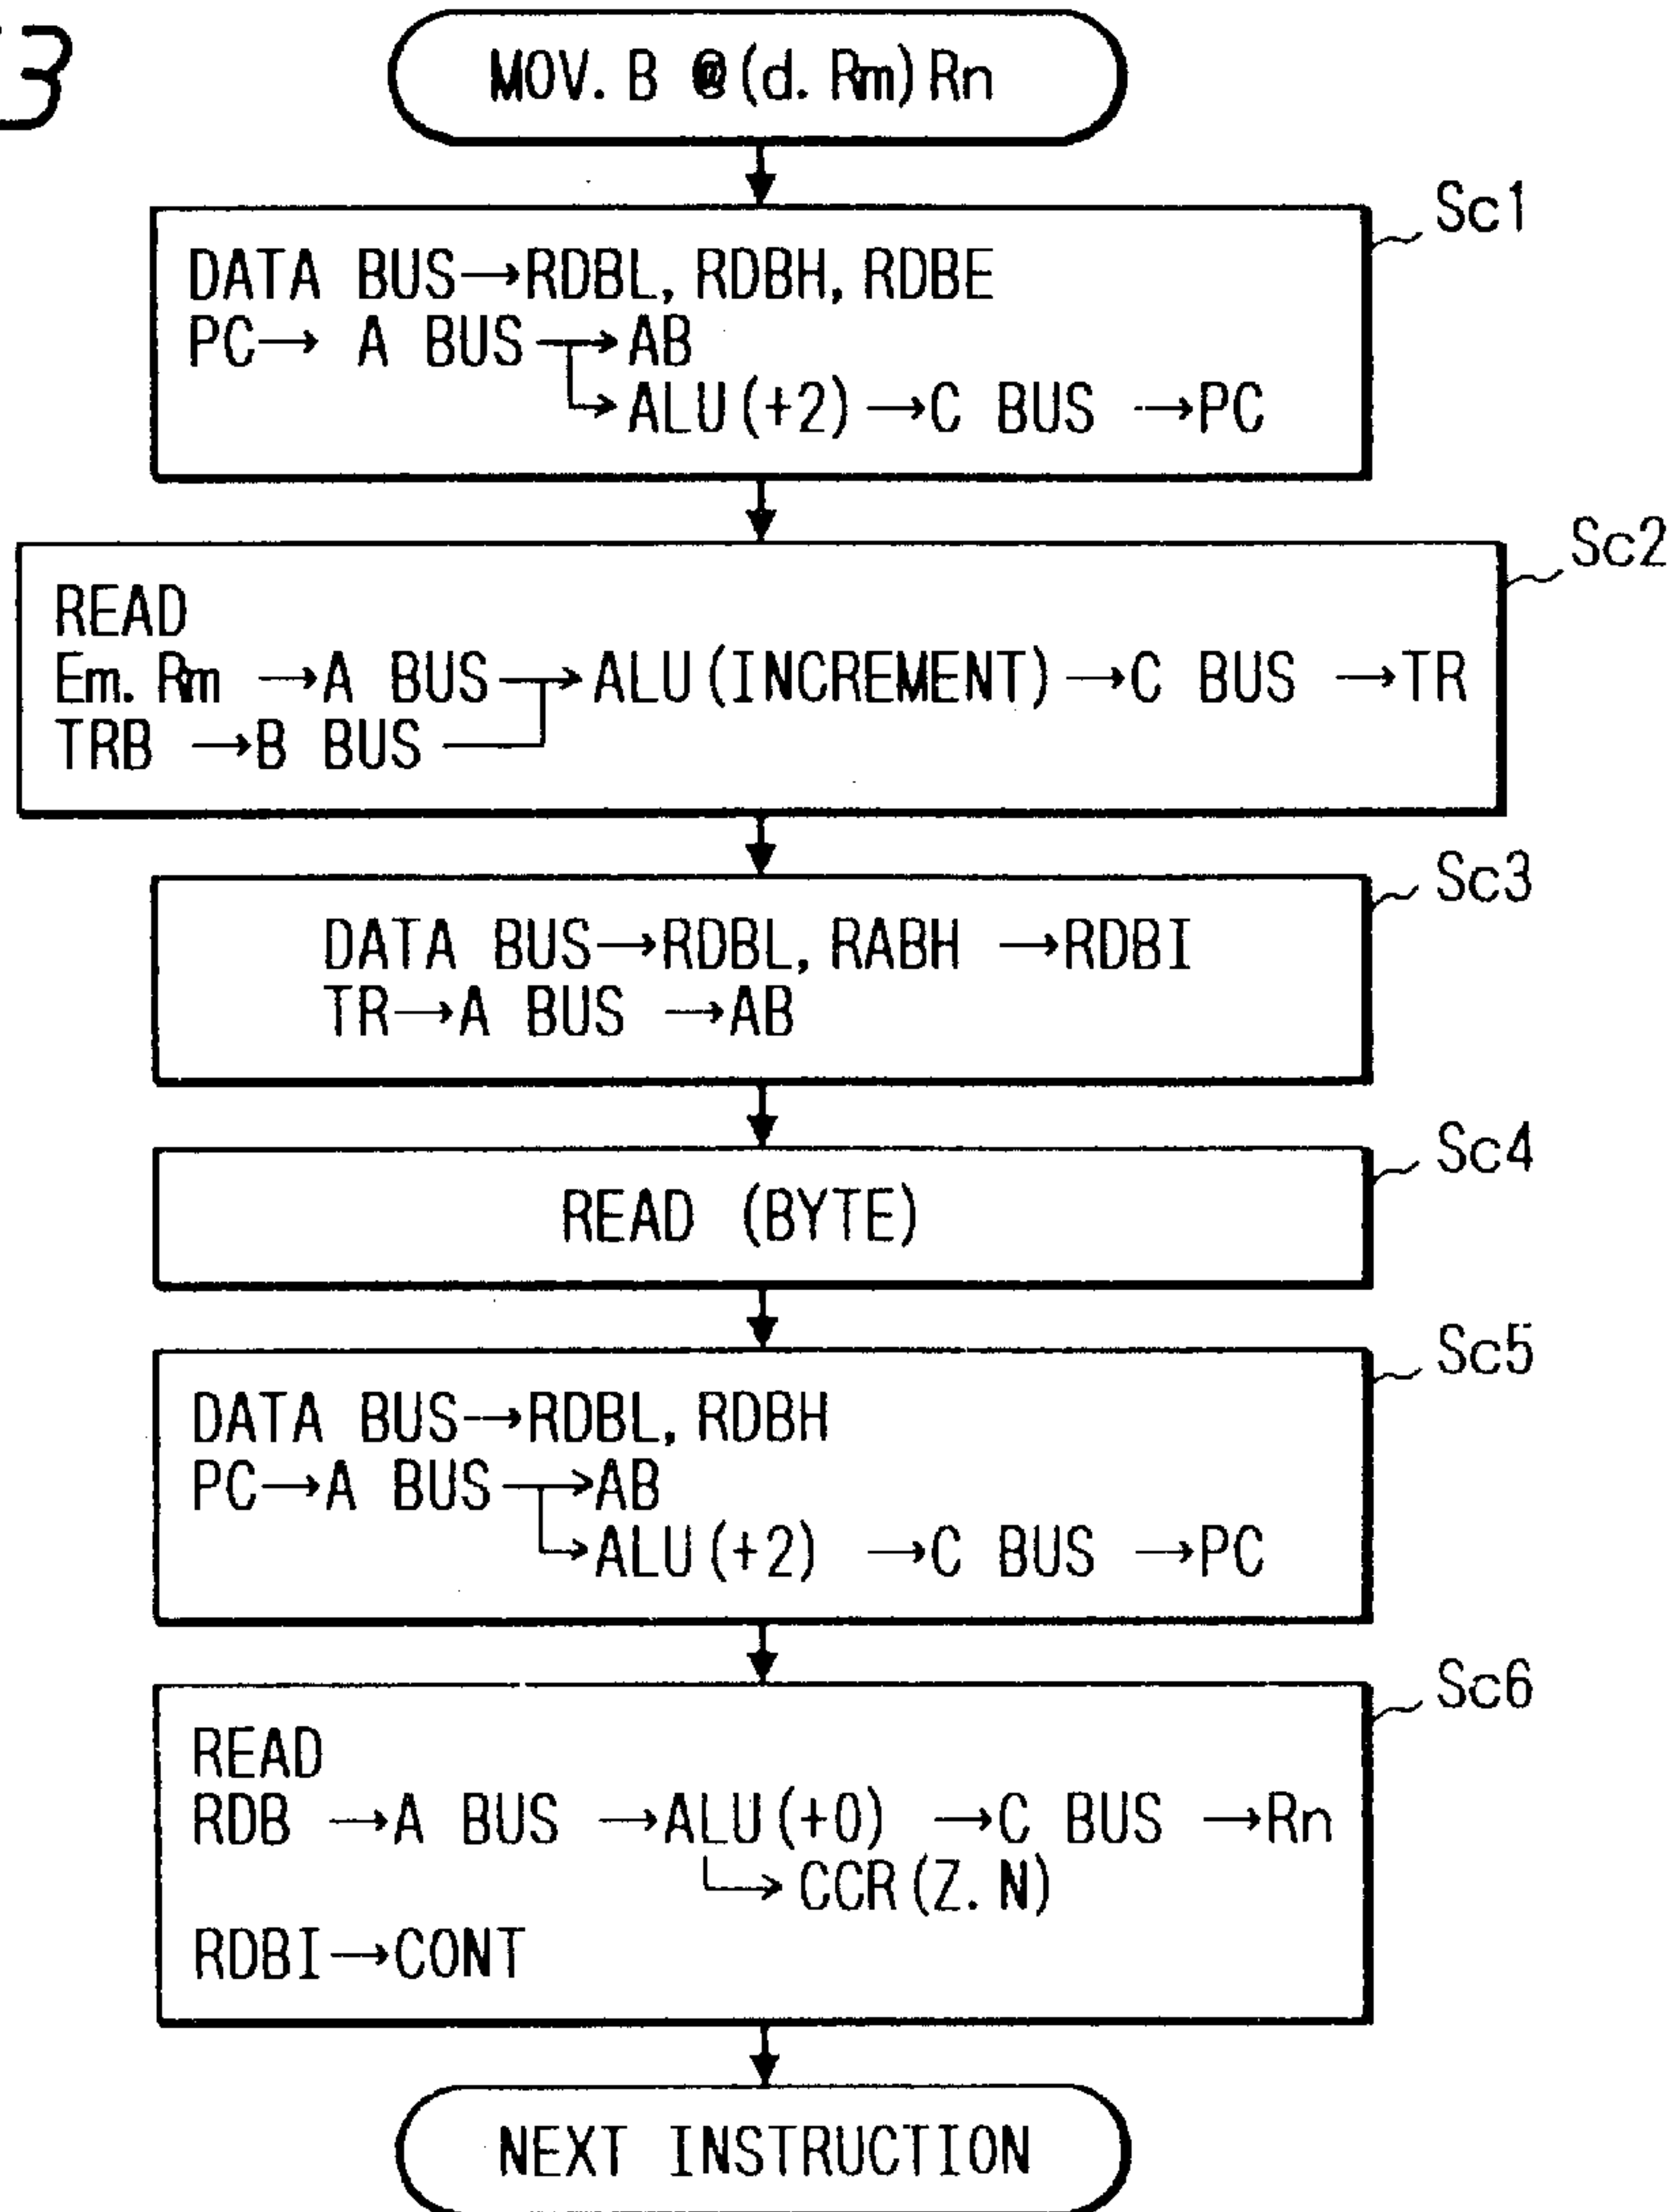 3
MOV. B @(d. Rm) Rn
Sc1
DATA BUS→RDBL, RDBH, RDBE
PC→ A BUS→AB
→ALU(+2)→C BUS→PC
Sc2
READ
Em. Rm →A BUS→ALU(INCREMENT)→C BUS→TR
TRB →B BUS
Sc3
DATA BUS→RDBL, RABH →RDBI
TR→A BUS →AB
Sc4
READ (BYTE)
Sc5
DATA BUS→RDBL, RDBH
PC→A BUS→AB
→ALU(+2) →C BUS →PC
Sc6
READ
RDB →A BUS →ALU(+0) →C BUS →Rn
→CCR(Z. N)
RDBI→CONT
NEXT INSTRUCTION